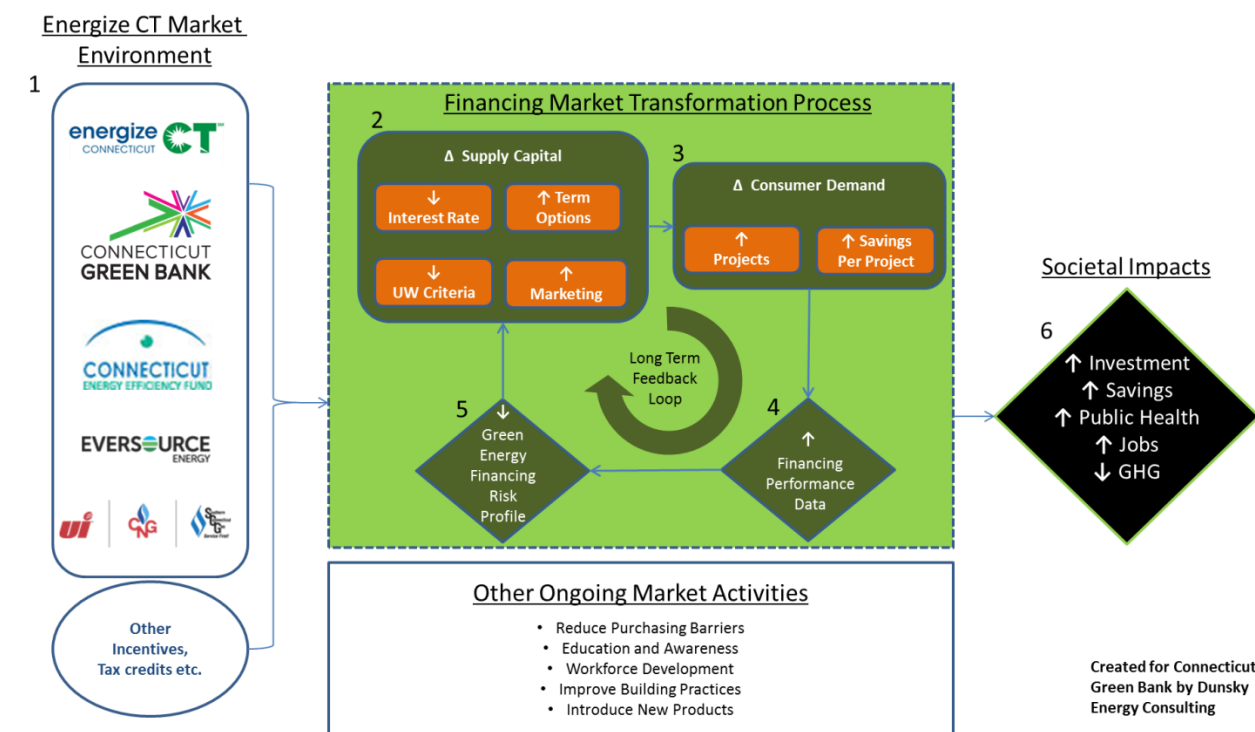 Energize CT Market
Environment
1
energize
CONNECTICUT
CT
CONNECTICUT
GREEN BANK
CONNECTICUT
ENERGY EFFICIENCY FUND
EVERSOURCE
ENERGY
UI
CNG
Southern
Connecticut
Gas
Other
Incentives,
Tax credits etc.
Financing Market Transformation Process
2
Δ Supply Capital
↓
Interest Rate
↑ Term
Options
↓
UW Criteria
↑
Marketing
3
Δ Consumer Demand
↑
Projects
↑ Savings
Per Project
Long Term
Feedback
Loop
4
↑
Financing
Performance
Data
5
↓
Green
Energy
Financing
Risk
Profile
Other Ongoing Market Activities
• Reduce Purchasing Barriers
• Education and Awareness
• Workforce Development
• Improve Building Practices
• Introduce New Products
Societal Impacts
6
↑ Investment
↑ Savings
↑ Public Health
↑ Jobs
↓ GHG
Created for Connecticut
Green Bank by Dunsky
Energy Consulting